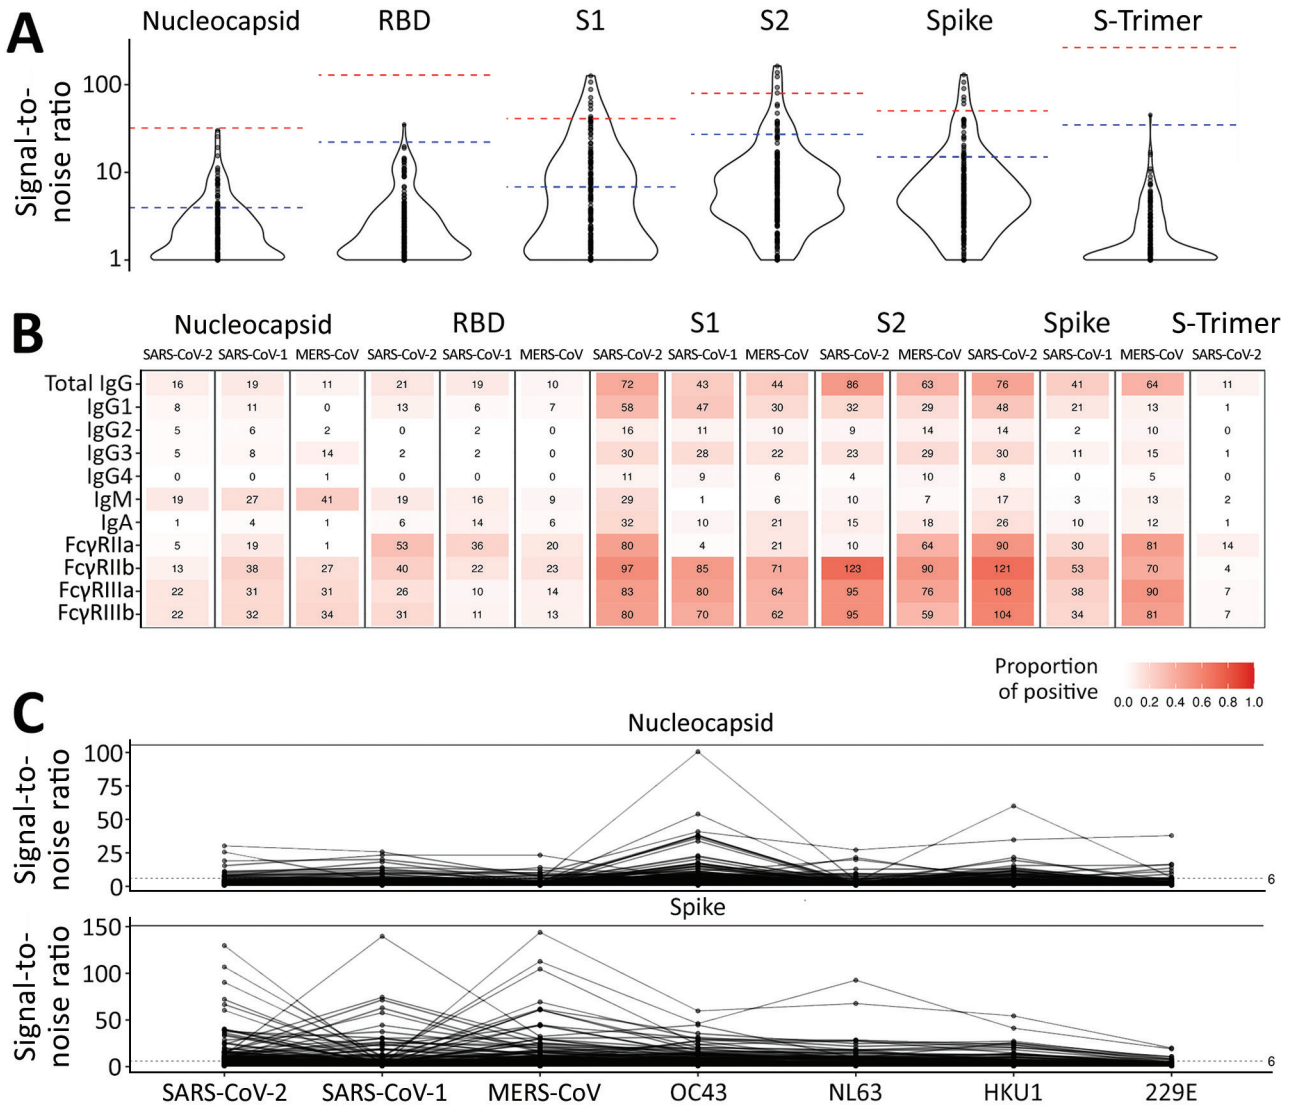 A
Nucleocapsid RBD S1 S2 Spike S-Trimer
Signal-to-
noise ratio
100
10
1
B
Nucleocapsid RBD S1 S2 Spike S-Trimer
SARS-CoV-2 SARS-CoV-1 MERS-CoV SARS-CoV-2 SARS-CoV-1 MERS-CoV SARS-CoV-2 SARS-CoV-1 MERS-CoV SARS-CoV-2 MERS-CoV SARS-CoV-2 SARS-CoV-1 MERS-CoV SARS-CoV-2
Total IgG 16 19 11 21 19 10 72 43 44 86 63 76 41 64 11
IgG1 8 11 0 13 6 7 58 47 30 32 29 48 21 13 1
IgG2 5 6 2 0 2 0 16 11 10 9 14 14 2 10 0
IgG3 5 8 14 2 2 0 30 28 22 23 29 30 11 15 1
IgG4 0 0 1 0 0 0 11 9 6 4 10 8 0 5 0
IgM 19 27 41 19 16 9 29 1 6 10 7 17 3 13 2
IgA 1 4 1 6 14 6 32 10 21 15 18 26 10 12 1
FcγRIIa 5 19 1 53 36 20 80 4 21 10 64 90 30 81 14
FcγRIIb 13 38 27 40 22 23 97 85 71 123 90 121 53 70 4
FcγRIIIa 22 31 31 26 10 14 83 80 64 95 76 108 38 90 7
FcγRIIIb 22 32 34 31 11 13 80 70 62 95 59 104 34 81 7
Proportion
of positive
0.0 0.2 0.4 0.6 0.8 1.0
C
Nucleocapsid
Signal-to-
noise ratio
100
75
50
25
0
6
Spike
Signal-to-
noise ratio
150
100
50
0
6
SARS-CoV-2 SARS-CoV-1 MERS-CoV OC43 NL63 HKU1 229E